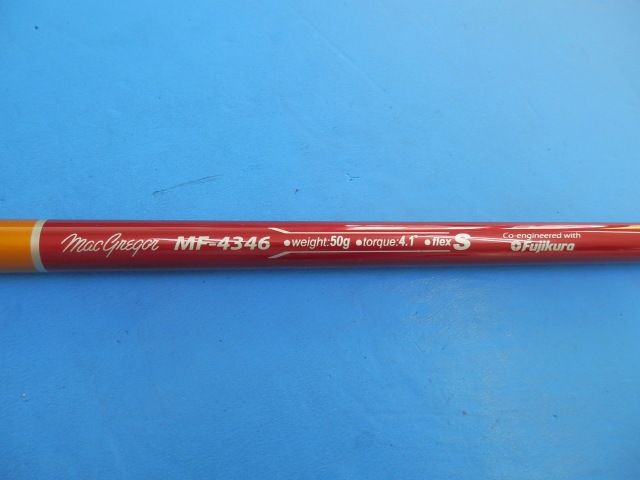 MacGregor MF-4346 •weight:50g •torque:4.1° •flex S
Co-engineered with
Fujikura